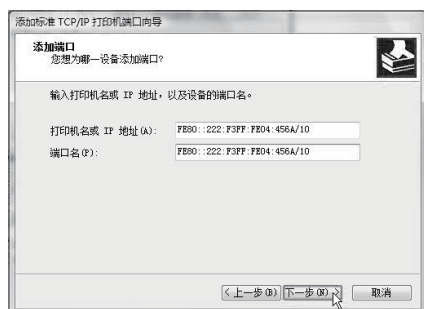 添加标准 TCP/IP 打印机端口向导
添加端口
您想为哪一设备添加端口?
输入打印机名或 IP 地址，以及设备的端口名。
打印机名或 IP 地址(A): FE80::222:F3FF:FE04:456A/10
端口名(P): FE80::222:F3FF:FE04:456A/10
<上一步(B) 下一步(N)> 取消